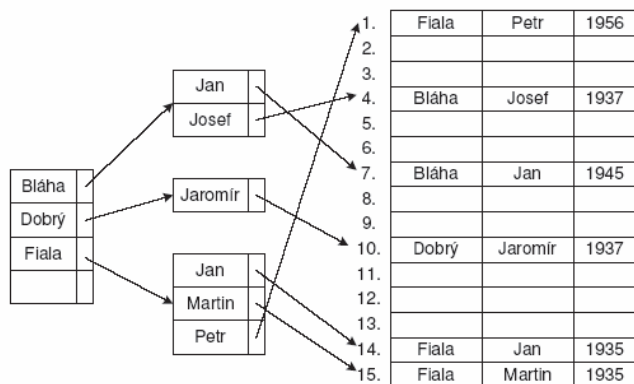 Bláha
Dobrý
Fiala
Jan
Josef
Jaromír
Jan
Martin
Petr
1. Fiala Petr 1956
2.
3.
4. Bláha Josef 1937
5.
6.
7. Bláha Jan 1945
8.
9.
10. Dobrý Jaromír 1937
11.
12.
13.
14. Fiala Jan 1935
15. Fiala Martin 1935